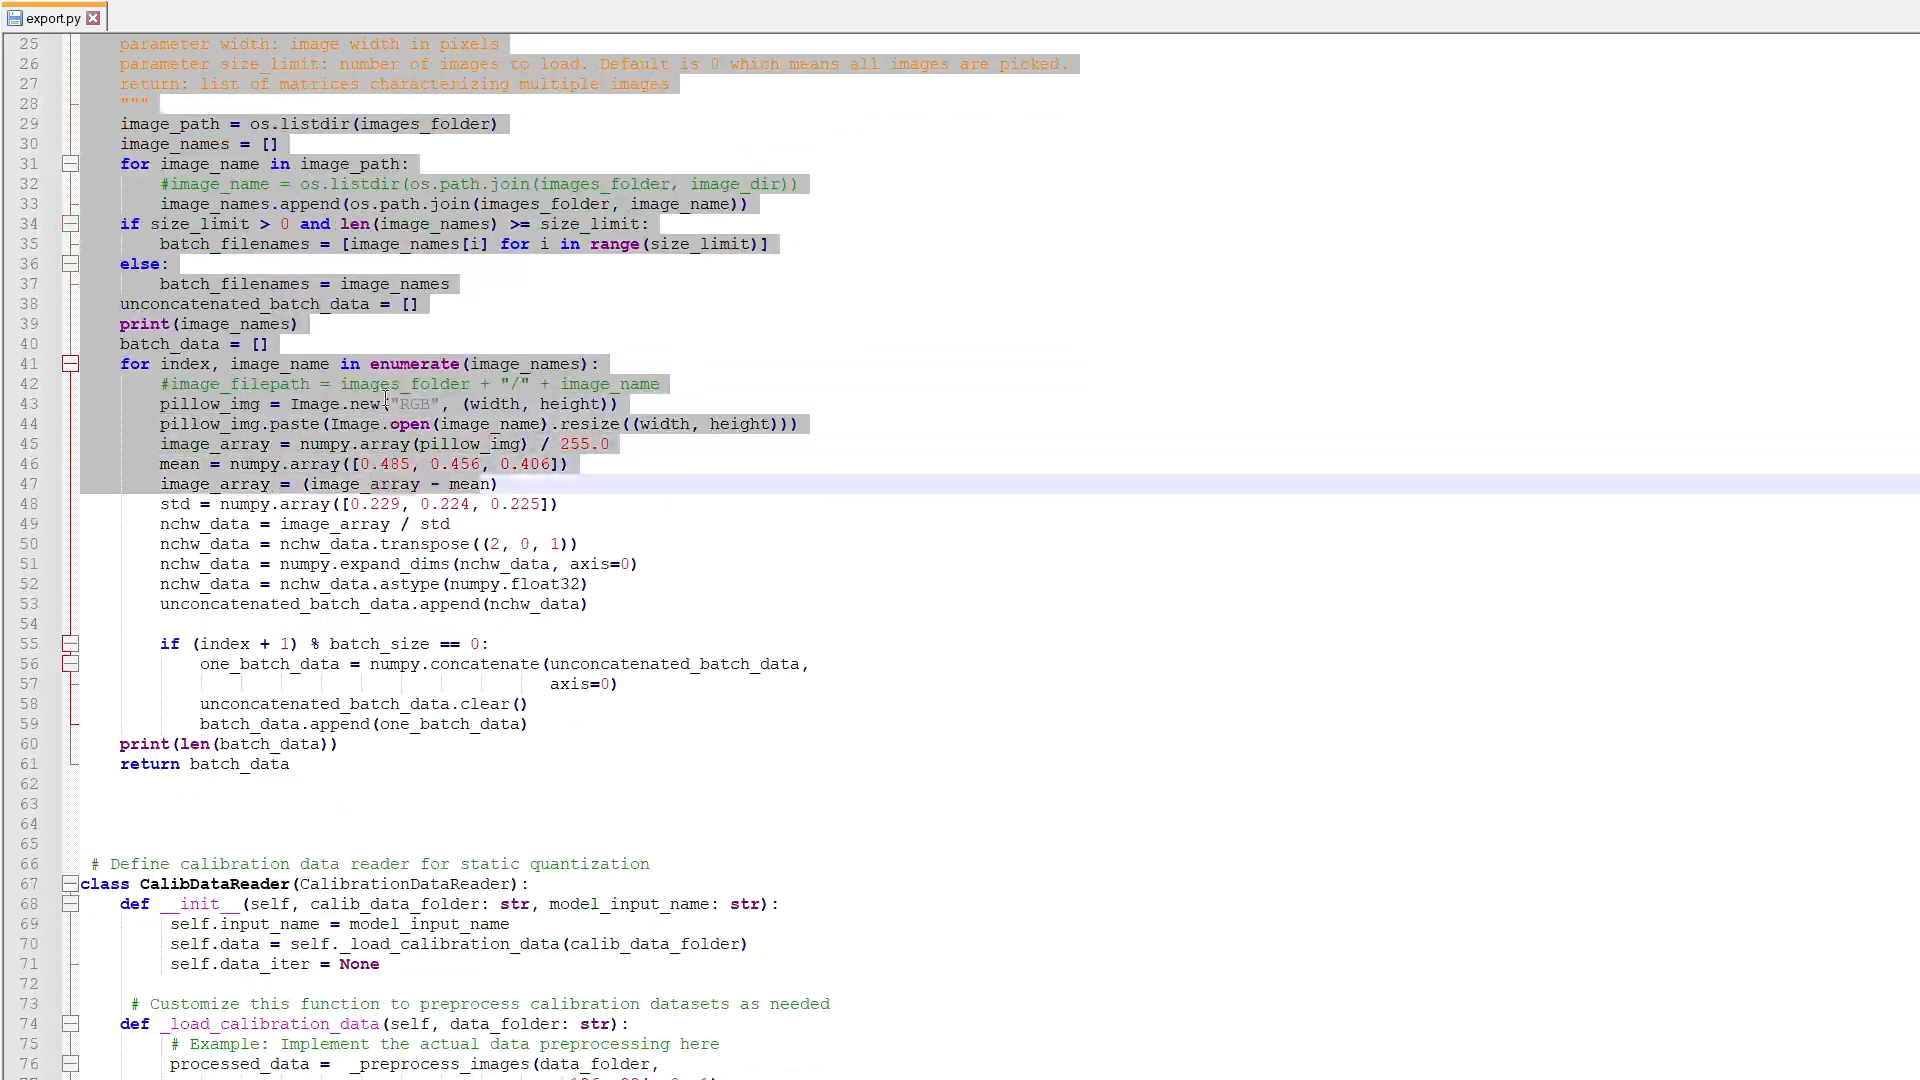 export.py
25 parameter width: image width in pixels
26 parameter size_limit: number of images to load. Default is 0 which means all images are picked.
27 return: list of matrices characterizing multiple images
28 """
29 image_path = os.listdir(images_folder)
30 image_names = []
31 for image_name in image_path:
32 #image_name = os.listdir(os.path.join(images_folder, image_dir))
33 image_names.append(os.path.join(images_folder, image_name))
34 if size_limit > 0 and len(image_names) >= size_limit:
35 batch_filenames = [image_names[i] for i in range(size_limit)]
36 else:
37 batch_filenames = image_names
38 unconcatenated_batch_data = []
39 print(image_names)
40 batch_data = []
41 for index, image_name in enumerate(image_names):
42 #image_filepath = images_folder + "/" + image_name
43 pillow_img = Image.new("RGB", (width, height))
44 pillow_img.paste(Image.open(image_name).resize((width, height)))
45 image_array = numpy.array(pillow_img) / 255.0
46 mean = numpy.array([0.485, 0.456, 0.406])
47 image_array = (image_array - mean)
48 std = numpy.array([0.229, 0.224, 0.225])
49 nchw_data = image_array / std
50 nchw_data = nchw_data.transpose((2, 0, 1))
51 nchw_data = numpy.expand_dims(nchw_data, axis=0)
52 nchw_data = nchw_data.astype(numpy.float32)
53 unconcatenated_batch_data.append(nchw_data)
54
55 if (index + 1) % batch_size == 0:
56 one_batch_data = numpy.concatenate(unconcatenated_batch_data,
57 axis=0)
58 unconcatenated_batch_data.clear()
59 batch_data.append(one_batch_data)
60 print(len(batch_data))
61 return batch_data
62
63
64
65
66 # Define calibration data reader for static quantization
67 class CalibDataReader(CalibrationDataReader):
68 def __init__(self, calib_data_folder: str, model_input_name: str):
69 self.input_name = model_input_name
70 self.data = self._load_calibration_data(calib_data_folder)
71 self.data_iter = None
72
73 # Customize this function to preprocess calibration datasets as needed
74 def _load_calibration_data(self, data_folder: str):
75 # Example: Implement the actual data preprocessing here
76 processed_data = _preprocess_images(data_folder,